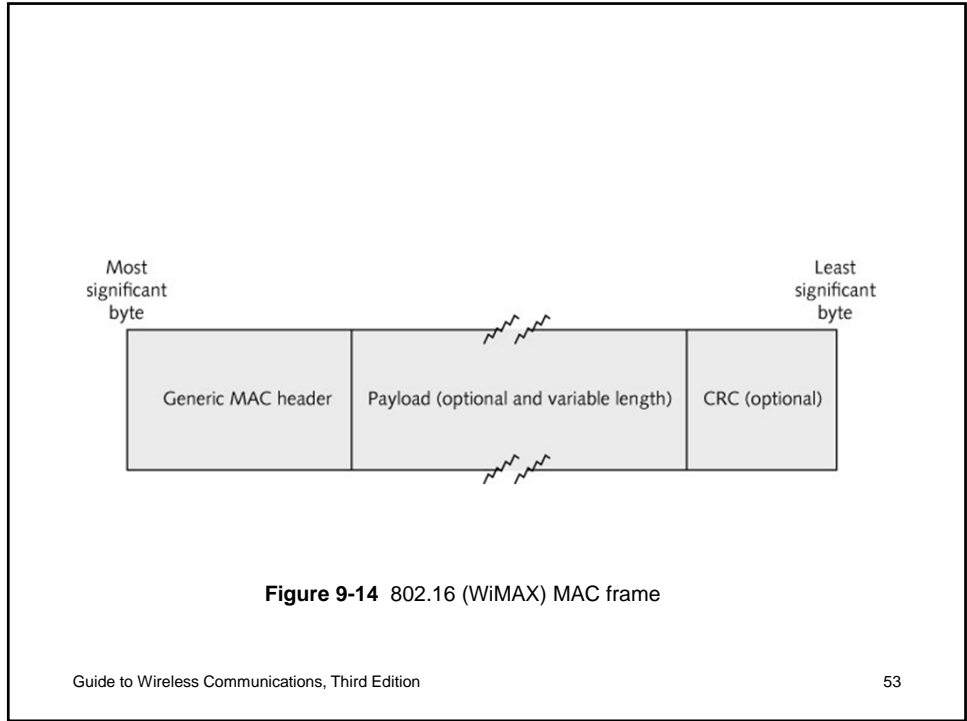 Most
significant
byte
Least
significant
byte
Generic MAC header
Payload (optional and variable length)
CRC (optional)
Figure 9-14 802.16 (WiMAX) MAC frame
Guide to Wireless Communications, Third Edition
53